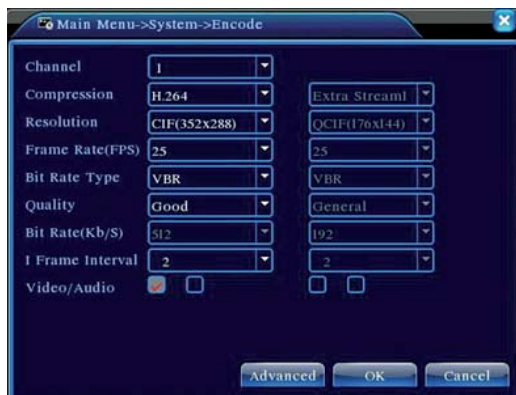 Main Menu->System->Encode
Channel 1
Compression H.264 Extra Stream1
Resolution CIF(352x288) QCIF(176x144)
Frame Rate(FPS) 25 25
Bit Rate Type VBR VBR
Quality Good General
Bit Rate(Kb/S) 512 192
I Frame Interval 2 2
Video/Audio
Advanced OK Cancel